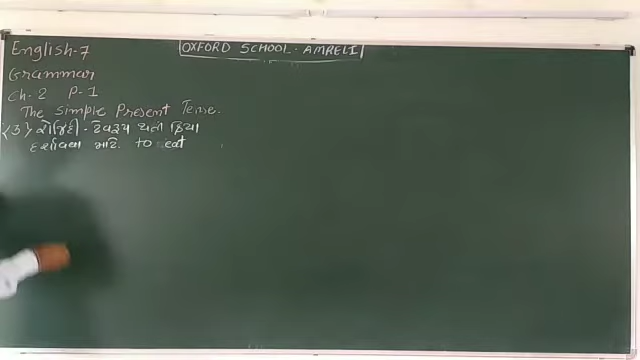 OXFORD SCHOOL - AMRELI
English-7
Grammar
Ch. 2 P-1
The Simple Present Tense.
(3) રોજિંદી - ટેવરૂપ થતી ક્રિયા
દર્શાવવા માટે to eat